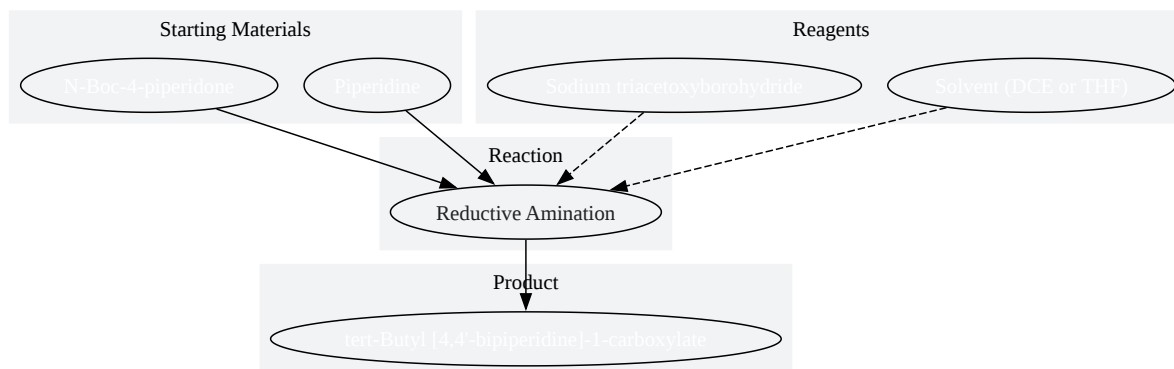 Starting Materials
Reagents
N-Boc-4-piperidone
Piperidine
Sodium triacetoxyborohydride
Solvent (DCE or THF)
Reaction
Reductive Amination
Product
tert-Butyl [4,4'-bipiperidine]-1-carboxylate